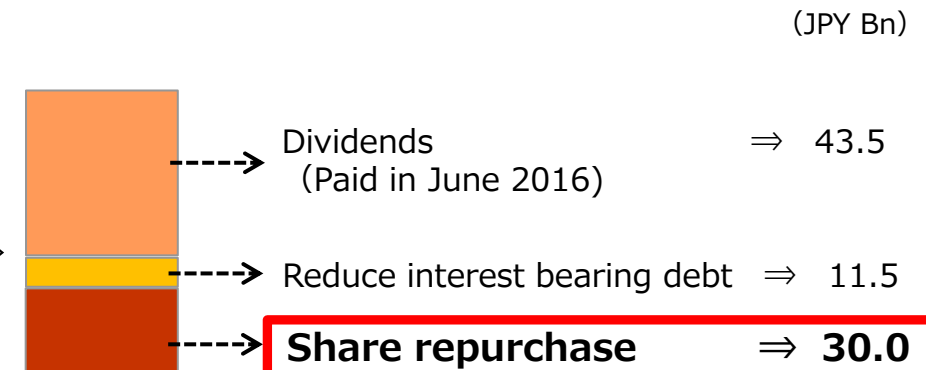 （JPY Bn）
Dividends ⇒ 43.5
（Paid in June 2016）
Reduce interest bearing debt ⇒ 11.5
Share repurchase ⇒ 30.0